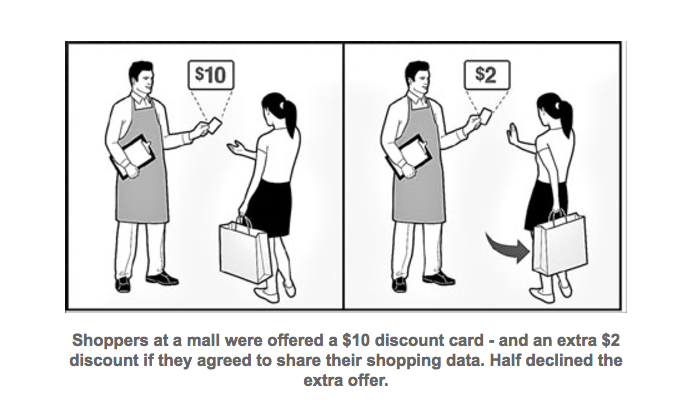 $10
$2
Shoppers at a mall were offered a $10 discount card - and an extra $2
discount if they agreed to share their shopping data. Half declined the
extra offer.